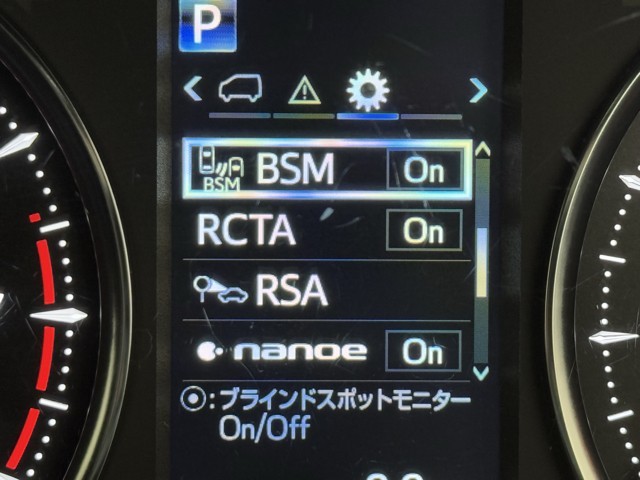 P
BSM BSM On
RCTA On
RSA
nanoe On
⦿:ブラインドスポットモニター
On/Off